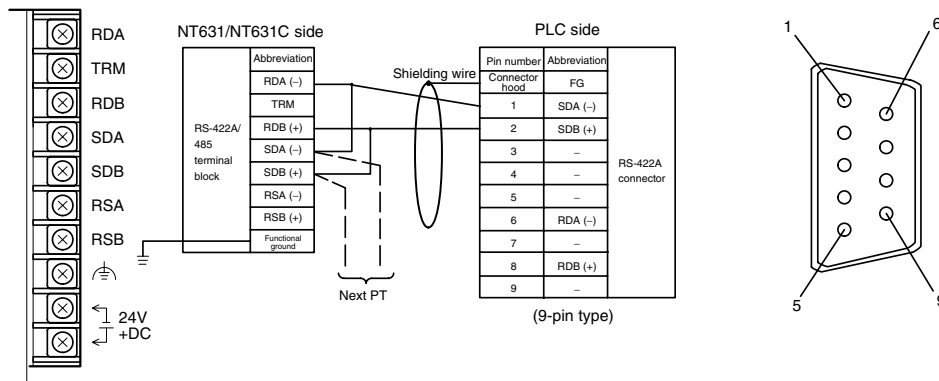 RDA
TRM
RDB
SDA
SDB
RSA
RSB
24V
+DC
NT631/NT631C side
Abbreviation
RS-422A/
485
terminal
block
RDA (–)
TRM
RDB (+)
SDA (–)
SDB (+)
RSA (–)
RSB (+)
Functional
ground
Shielding wire
Next PT
PLC side
Pin number Abbreviation
Connector
hood
FG
1 SDA (–)
2 SDB (+)
3 –
4 –
5 –
6 RDA (–)
7 –
8 RDB (+)
9 –
RS-422A
connector
(9-pin type)
1
6
5
9